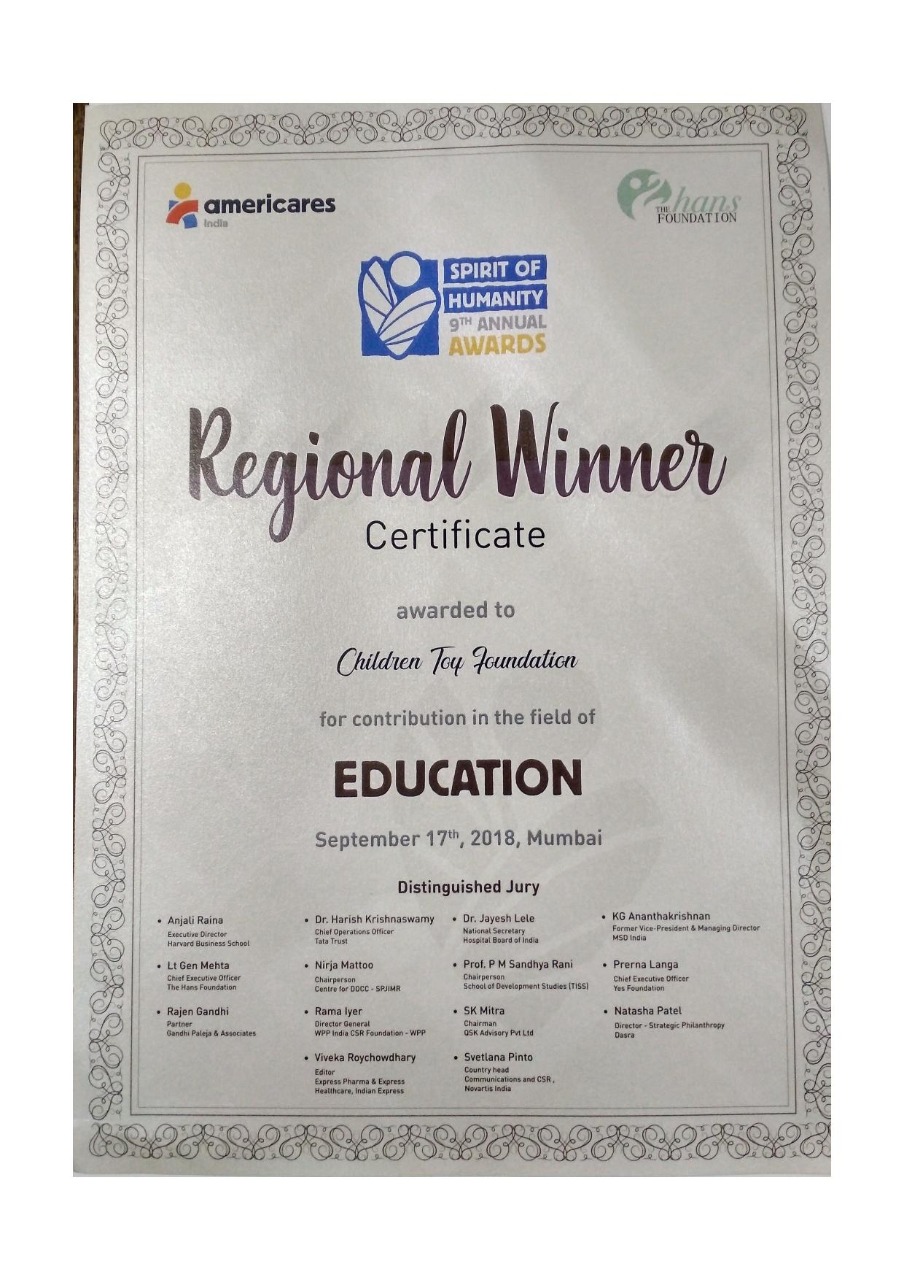 americares
India
THE hans
FOUNDATION
SPIRIT OF
HUMANITY
9TH ANNUAL
AWARDS
Regional Winner
Certificate
awarded to
Children Toy Foundation
for contribution in the field of
EDUCATION
September 17th, 2018, Mumbai
Distinguished Jury
• Anjali Raina
Executive Director
Harvard Business School
• Dr. Harish Krishnaswamy
Chief Operations Officer
Tata Trust
• Dr. Jayesh Lele
National Secretary
Hospital Board of India
• KG Ananthakrishnan
Former Vice-President & Managing Director
MSD India
• Lt Gen Mehta
Chief Executive Officer
The Hans Foundation
• Nirja Mattoo
Chairperson
Centre for DOCC - SPJIMR
• Prof. P M Sandhya Rani
Chairperson
School of Development Studies (TISS)
• Prerna Langa
Chief Executive Officer
Yes Foundation
• Rajen Gandhi
Partner
Gandhi Paleja & Associates
• Rama Iyer
Director General
WPP India CSR Foundation - WPP
• SK Mitra
Chairman
QSK Advisory Pvt Ltd
• Natasha Patel
Director - Strategic Philanthropy
Dasra
• Viveka Roychowdhary
Editor
Express Pharma & Express
Healthcare, Indian Express
• Svetlana Pinto
Country head
Communications and CSR,
Novartis India